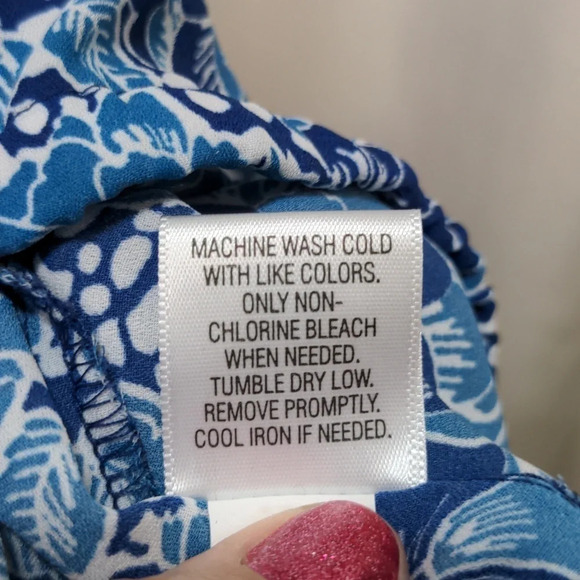 MACHINE WASH COLD
WITH LIKE COLORS.
ONLY NON-
CHLORINE BLEACH
WHEN NEEDED.
TUMBLE DRY LOW.
REMOVE PROMPTLY.
COOL IRON IF NEEDED.